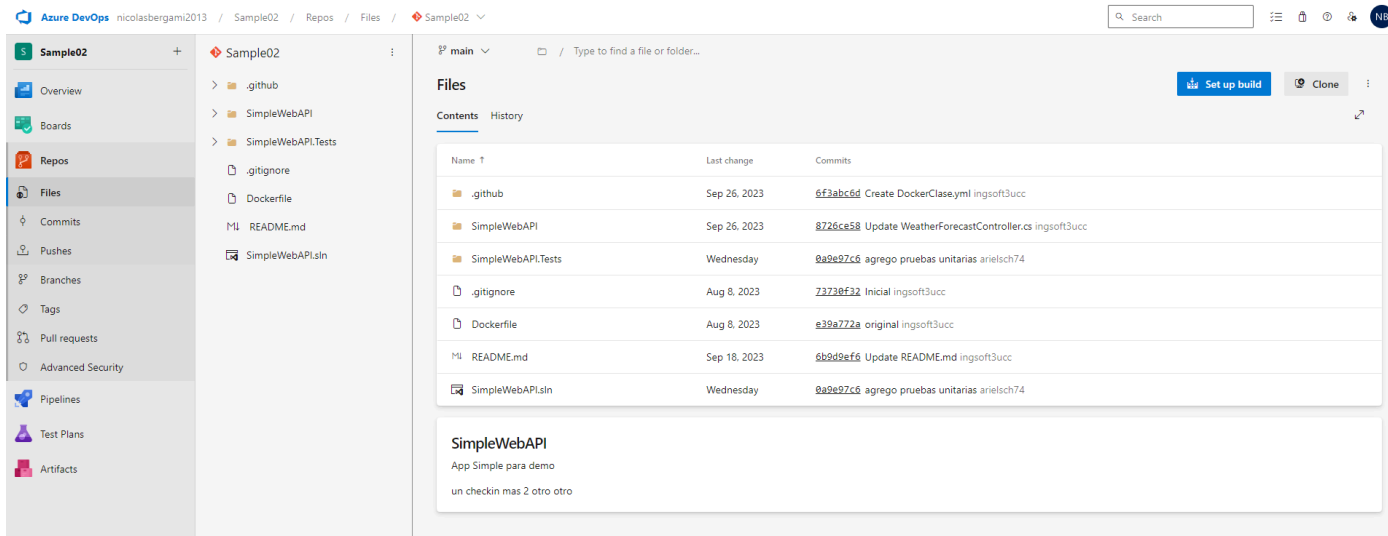 Azure DevOps nicolasbergami2013 / Sample02 / Repos / Files / Sample02
Search
NB
S Sample02 +
Overview
Boards
Repos
Files
Commits
Pushes
Branches
Tags
Pull requests
Advanced Security
Pipelines
Test Plans
Artifacts
Sample02
.github
SimpleWebAPI
SimpleWebAPI.Tests
.gitignore
Dockerfile
M↓ README.md
SimpleWebAPI.sln
main / Type to find a file or folder...
Files
Set up build
Clone
Contents History
Name ↑ Last change Commits
.github Sep 26, 2023 6f3abc6d Create DockerClase.yml ingsoft3ucc
SimpleWebAPI Sep 26, 2023 8726ce58 Update WeatherForecastController.cs ingsoft3ucc
SimpleWebAPI.Tests Wednesday 0a9e97c6 agrego pruebas unitarias arielsch74
.gitignore Aug 8, 2023 73730f32 Inicial ingsoft3ucc
Dockerfile Aug 8, 2023 e39a772a original ingsoft3ucc
M↓ README.md Sep 18, 2023 6b9d9ef6 Update README.md ingsoft3ucc
SimpleWebAPI.sln Wednesday 0a9e97c6 agrego pruebas unitarias arielsch74
SimpleWebAPI
App Simple para demo
un checkin mas 2 otro otro